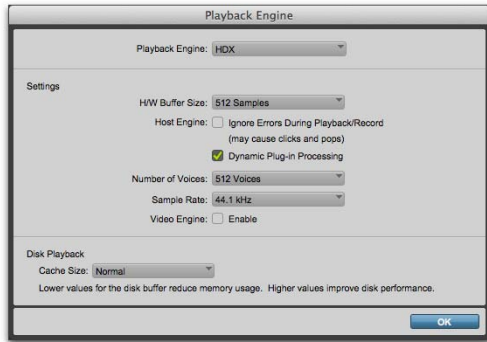 Playback Engine
Playback Engine: HDX
Settings
H/W Buffer Size: 512 Samples
Host Engine: Ignore Errors During Playback/Record
(may cause clicks and pops)
Dynamic Plug-in Processing
Number of Voices: 512 Voices
Sample Rate: 44.1 kHz
Video Engine: Enable
Disk Playback
Cache Size: Normal
Lower values for the disk buffer reduce memory usage. Higher values improve disk performance.
OK